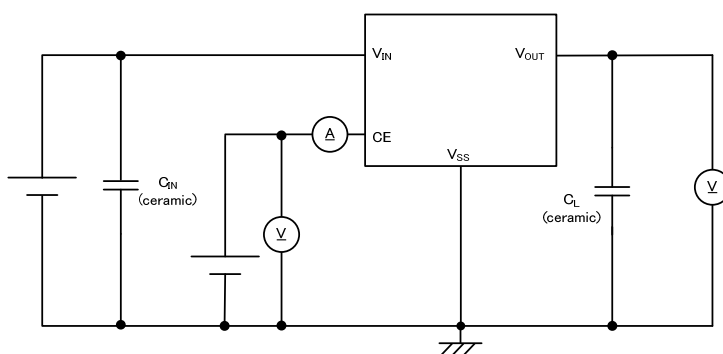 VIN
VOUT
A
CE
VSS
CIN
(ceramic)
CL
(ceramic)
V
V